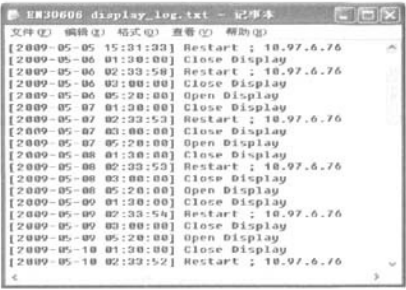 EN30606 display_log.txt - 记事本
文件(F) 编辑(E) 格式(O) 查看(V) 帮助(H)
[2009-05-05 15:31:33] Restart ; 10.97.6.76
[2009-05-06 01:30:00] Close Display
[2009-05-06 02:33:58] Restart ; 10.97.6.76
[2009-05-06 03:00:00] Close Display
[2009-05-06 05:20:00] Open Display
[2009-05-07 01:30:00] Close Display
[2009-05-07 02:33:53] Restart ; 10.97.6.76
[2009-05-07 03:00:00] Close Display
[2009-05-07 05:20:00] Open Display
[2009-05-08 01:30:00] Close Display
[2009-05-08 02:33:53] Restart ; 10.97.6.76
[2009-05-08 03:00:00] Close Display
[2009-05-08 05:20:00] Open Display
[2009-05-09 01:30:00] Close Display
[2009-05-09 02:33:54] Restart ; 10.97.6.76
[2009-05-09 03:00:00] Close Display
[2009-05-09 05:20:00] Open Display
[2009-05-10 01:30:00] Close Display
[2009-05-10 02:33:52] Restart ; 10.97.6.76